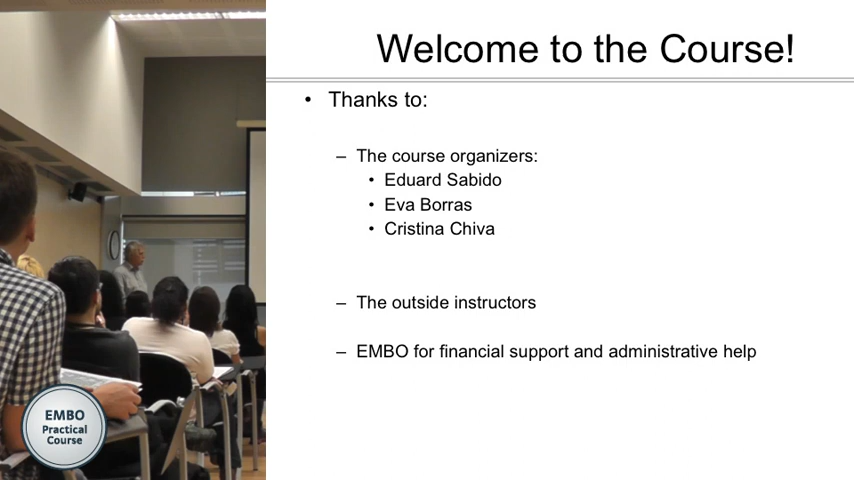 Welcome to the Course!
• Thanks to:
– The course organizers:
• Eduard Sabido
• Eva Borras
• Cristina Chiva
– The outside instructors
– EMBO for financial support and administrative help
EMBO
Practical
Course